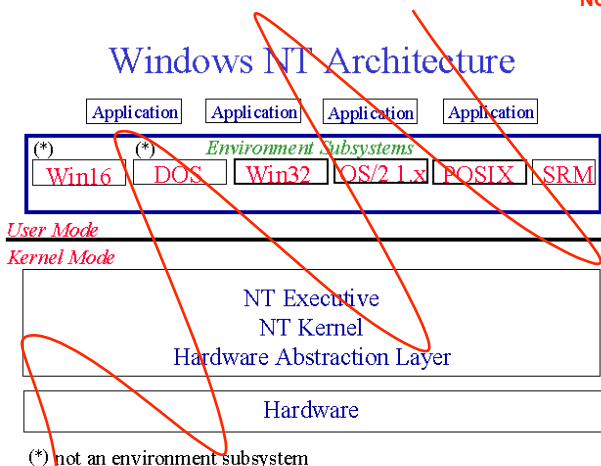 Windows NT Architecture
Application Application Application Application
(*) (*) Environment Subsystems
Win16 DOS Win32 OS/2 1.x POSIX SRM
User Mode
Kernel Mode
NT Executive
NT Kernel
Hardware Abstraction Layer
Hardware
(*) not an environment subsystem